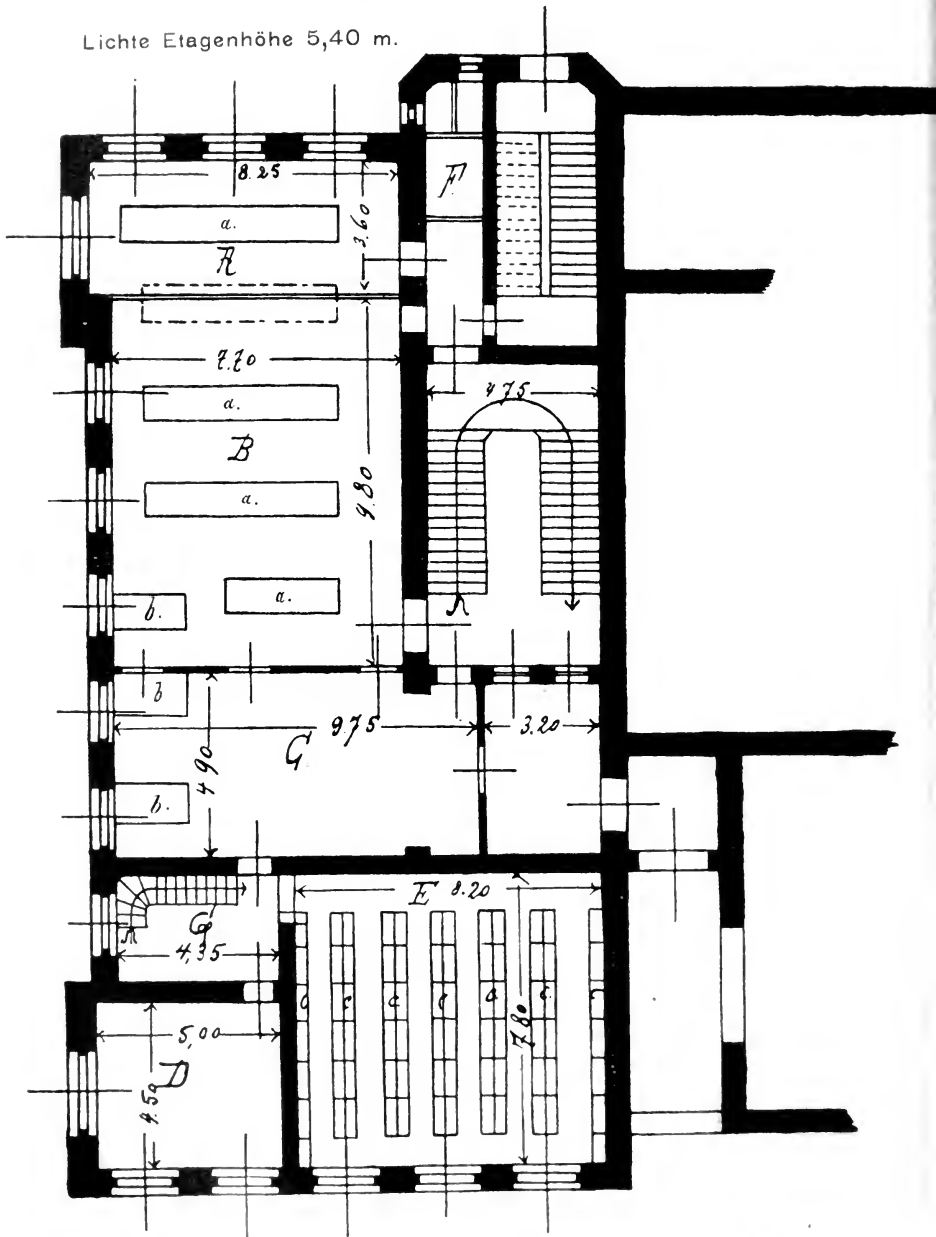 Lichte Etagenhöhe 5,40 m.
8.25
F.
a.
3.60
A
7.70
4 75
a.
B
9.80
a.
b.
a.
b
9.75
3.20
4 90
C
b.
E 8.20
G
4,35
c c c c c c c
7.80
5,00
D
4.50